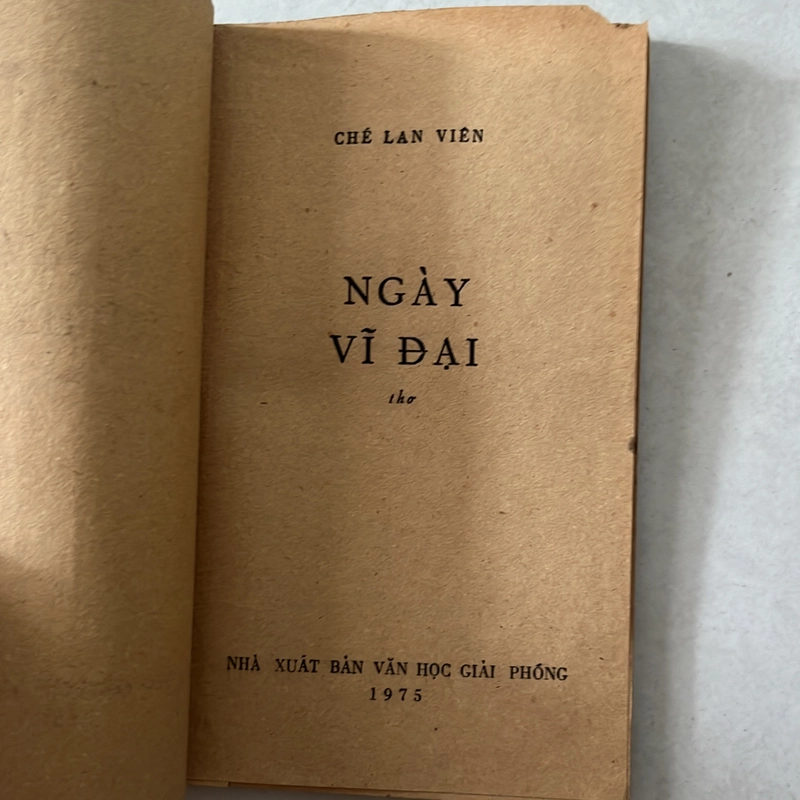 CHẾ LAN VIÊN
NGÀY
VĨ ĐẠI
thơ
NHÀ XUẤT BẢN VĂN HỌC GIẢI PHÓNG
1975